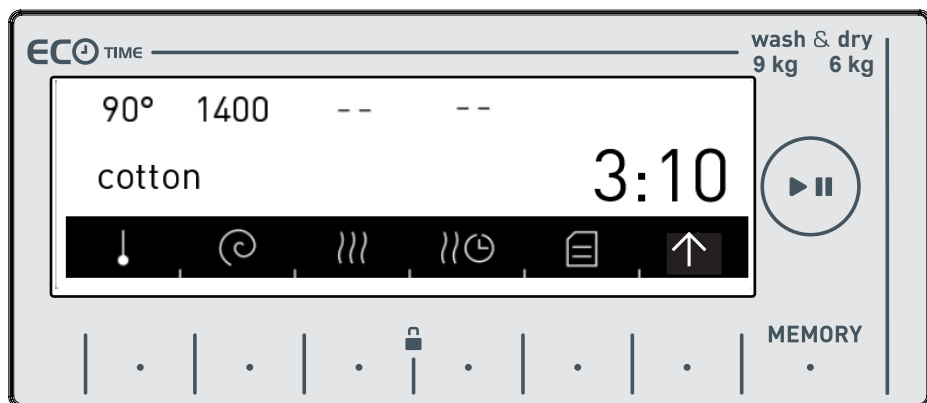 ECO TIME
wash & dry
9 kg 6 kg
90° 1400 -- --
cotton
3:10
MEMORY